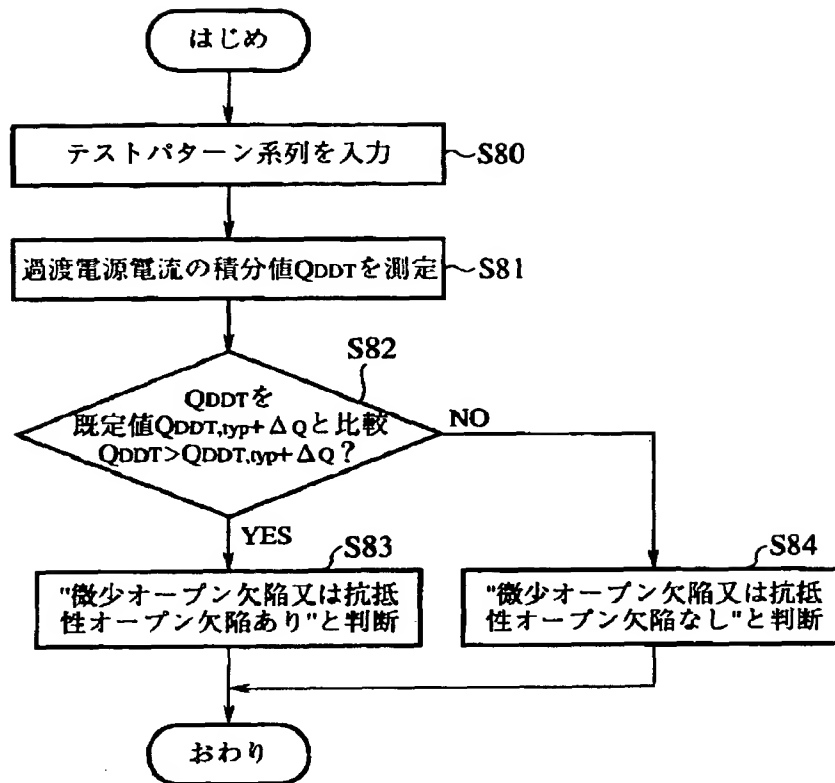 はじめ
テストパターン系列を入力
S80
過渡電源電流の積分値QDDTを測定
S81
S82
QDDTを
既定値QDDT,typ+ΔQと比較
QDDT>QDDT,typ+ΔQ?
NO
YES
S83
"微少オープン欠陥又は抗抵
性オープン欠陥あり"と判断
S84
"微少オープン欠陥又は抗抵
性オープン欠陥なし"と判断
おわり